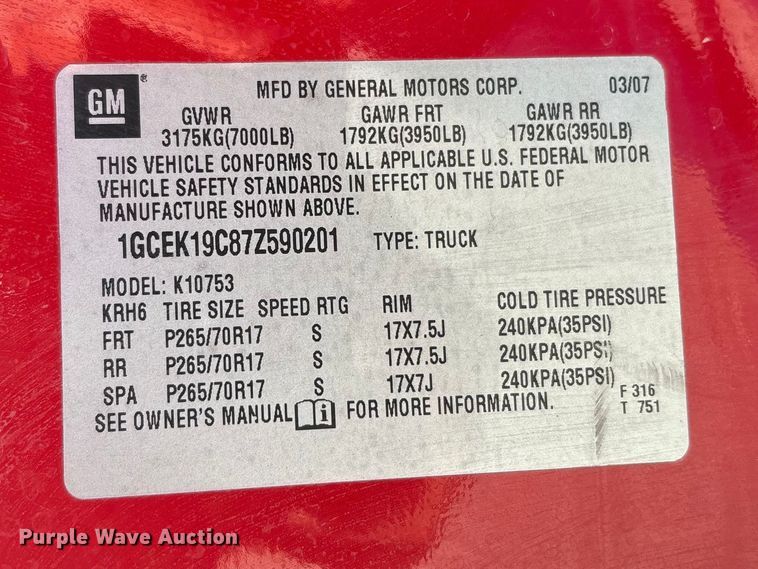 GM ®
MFD BY GENERAL MOTORS CORP. 03/07
GVWR GAWR FRT GAWR RR
3175KG(7000LB) 1792KG(3950LB) 1792KG(3950LB)
THIS VEHICLE CONFORMS TO ALL APPLICABLE U.S. FEDERAL MOTOR
VEHICLE SAFETY STANDARDS IN EFFECT ON THE DATE OF
MANUFACTURE SHOWN ABOVE.
1GCEK19C87Z590201 TYPE: TRUCK
MODEL: K10753
KRH6 TIRE SIZE SPEED RTG RIM COLD TIRE PRESSURE
FRT P265/70R17 S 17X7.5J 240KPA(35PSI)
RR P265/70R17 S 17X7.5J 240KPA(35PSI)
SPA P265/70R17 S 17X7J 240KPA(35PSI)
SEE OWNER'S MANUAL i FOR MORE INFORMATION.
F 316
T 751
Purple Wave Auction